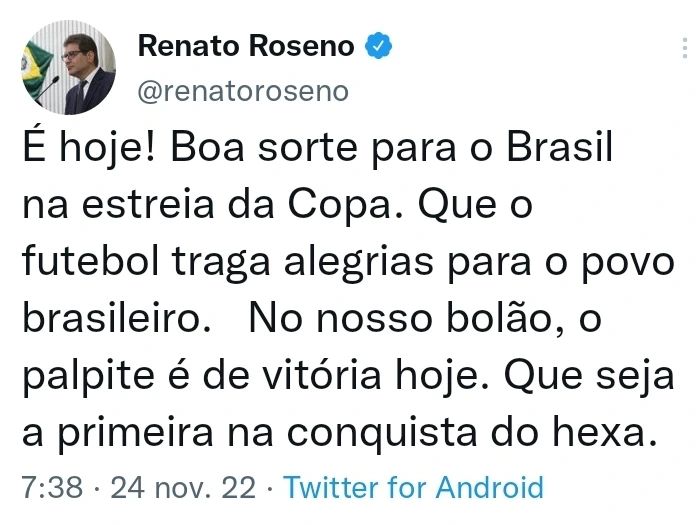 Renato Roseno
@renatoroseno
É hoje! Boa sorte para o Brasil
na estreia da Copa. Que o
futebol traga alegrias para o povo
brasileiro.   No nosso bolão, o
palpite é de vitória hoje. Que seja
a primeira na conquista do hexa.
7:38 · 24 nov. 22 · Twitter for Android